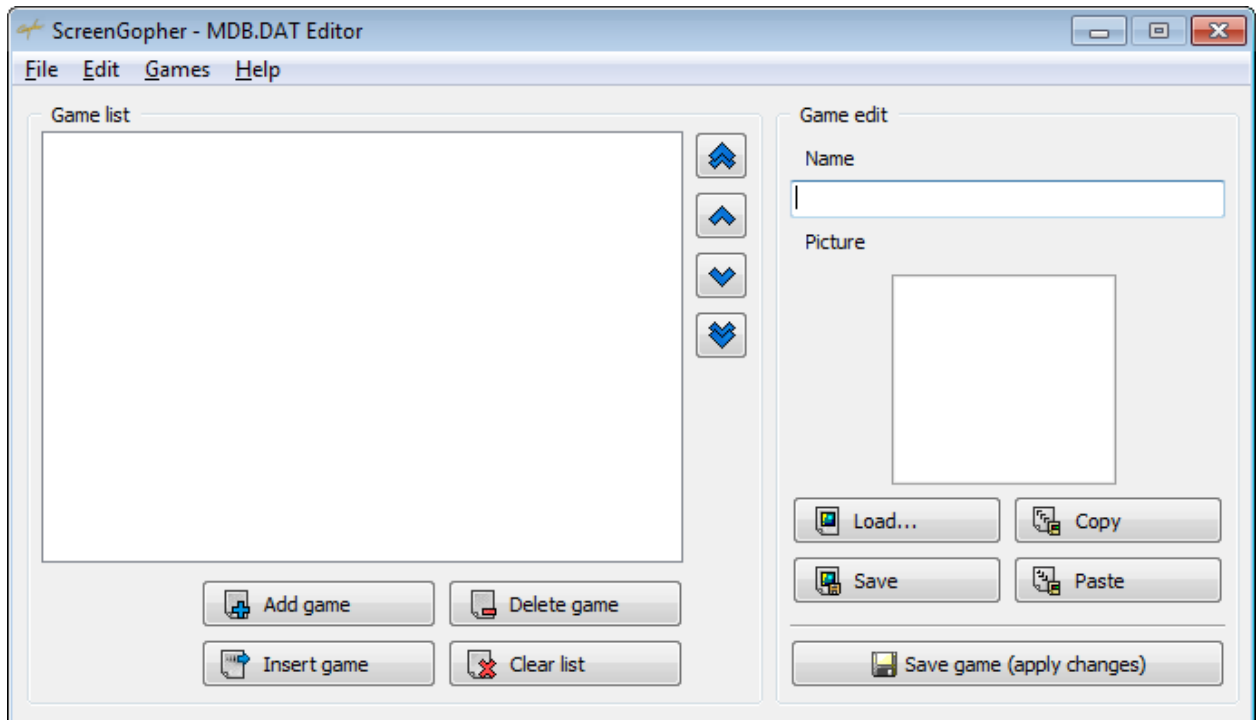 ScreenGopher - MDB.DAT Editor
File Edit Games Help
Game list
Add game
Delete game
Insert game
Clear list
Game edit
Name
Picture
Load...
Copy
Save
Paste
Save game (apply changes)